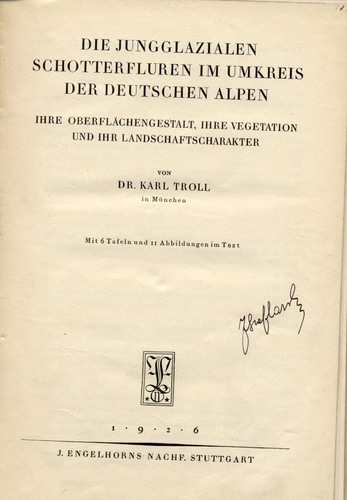 DIE JUNGGLAZIALEN
SCHOTTERFLUREN IM UMKREIS
DER DEUTSCHEN ALPEN
IHRE OBERFLÄCHENGESTALT, IHRE VEGETATION
UND IHR LANDSCHAFTSCHARAKTER
VON
DR. KARL TROLL
in München
Mit 6 Tafeln und 11 Abbildungen im Text
1 · 9 · 2 · 6
J. ENGELHORNS NACHF. STUTTGART